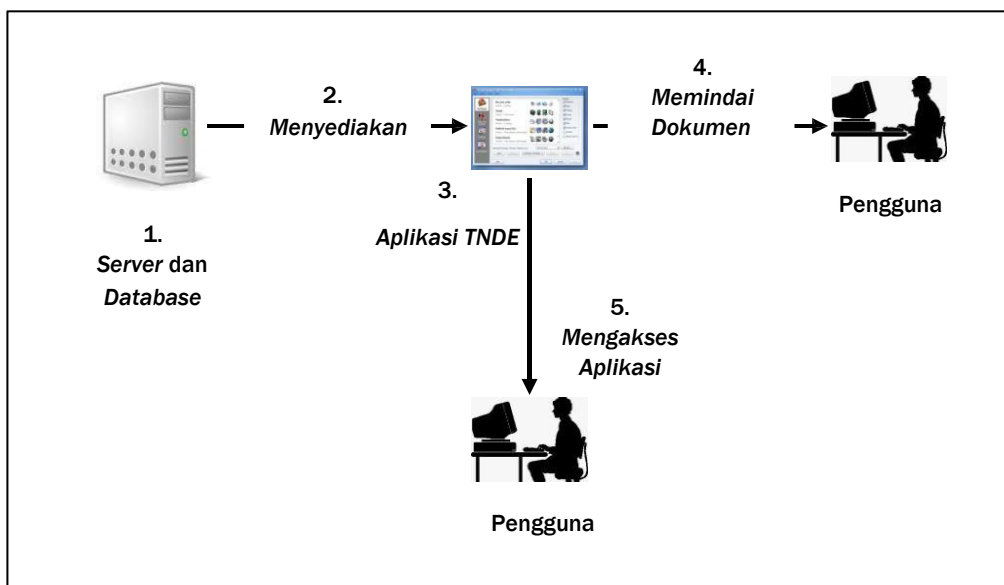 1.
Server dan
Database
2.
Menyediakan
3.
Aplikasi TNDE
4.
Memindai
Dokumen
Pengguna
5.
Mengakses
Aplikasi
Pengguna